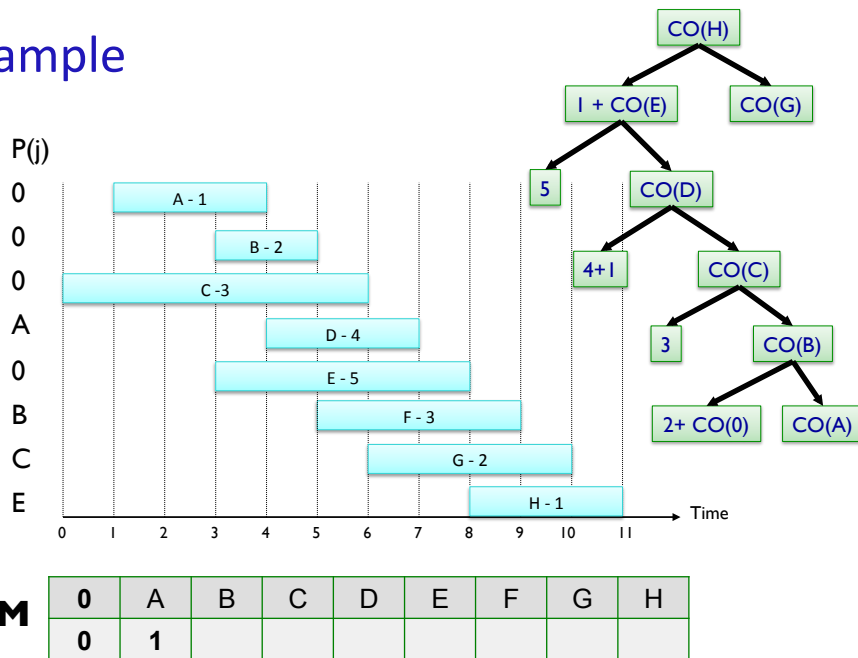 ample
CO(H)
1 + CO(E)
CO(G)
5
CO(D)
4+1
CO(C)
3
CO(B)
2+ CO(0)
CO(A)
P(j)
0
A - 1
0
B - 2
0
C -3
A
D - 4
0
E - 5
B
F - 3
C
G - 2
E
H - 1
Time
0 1 2 3 4 5 6 7 8 9 10 11
M
0 A B C D E F G H
0 1